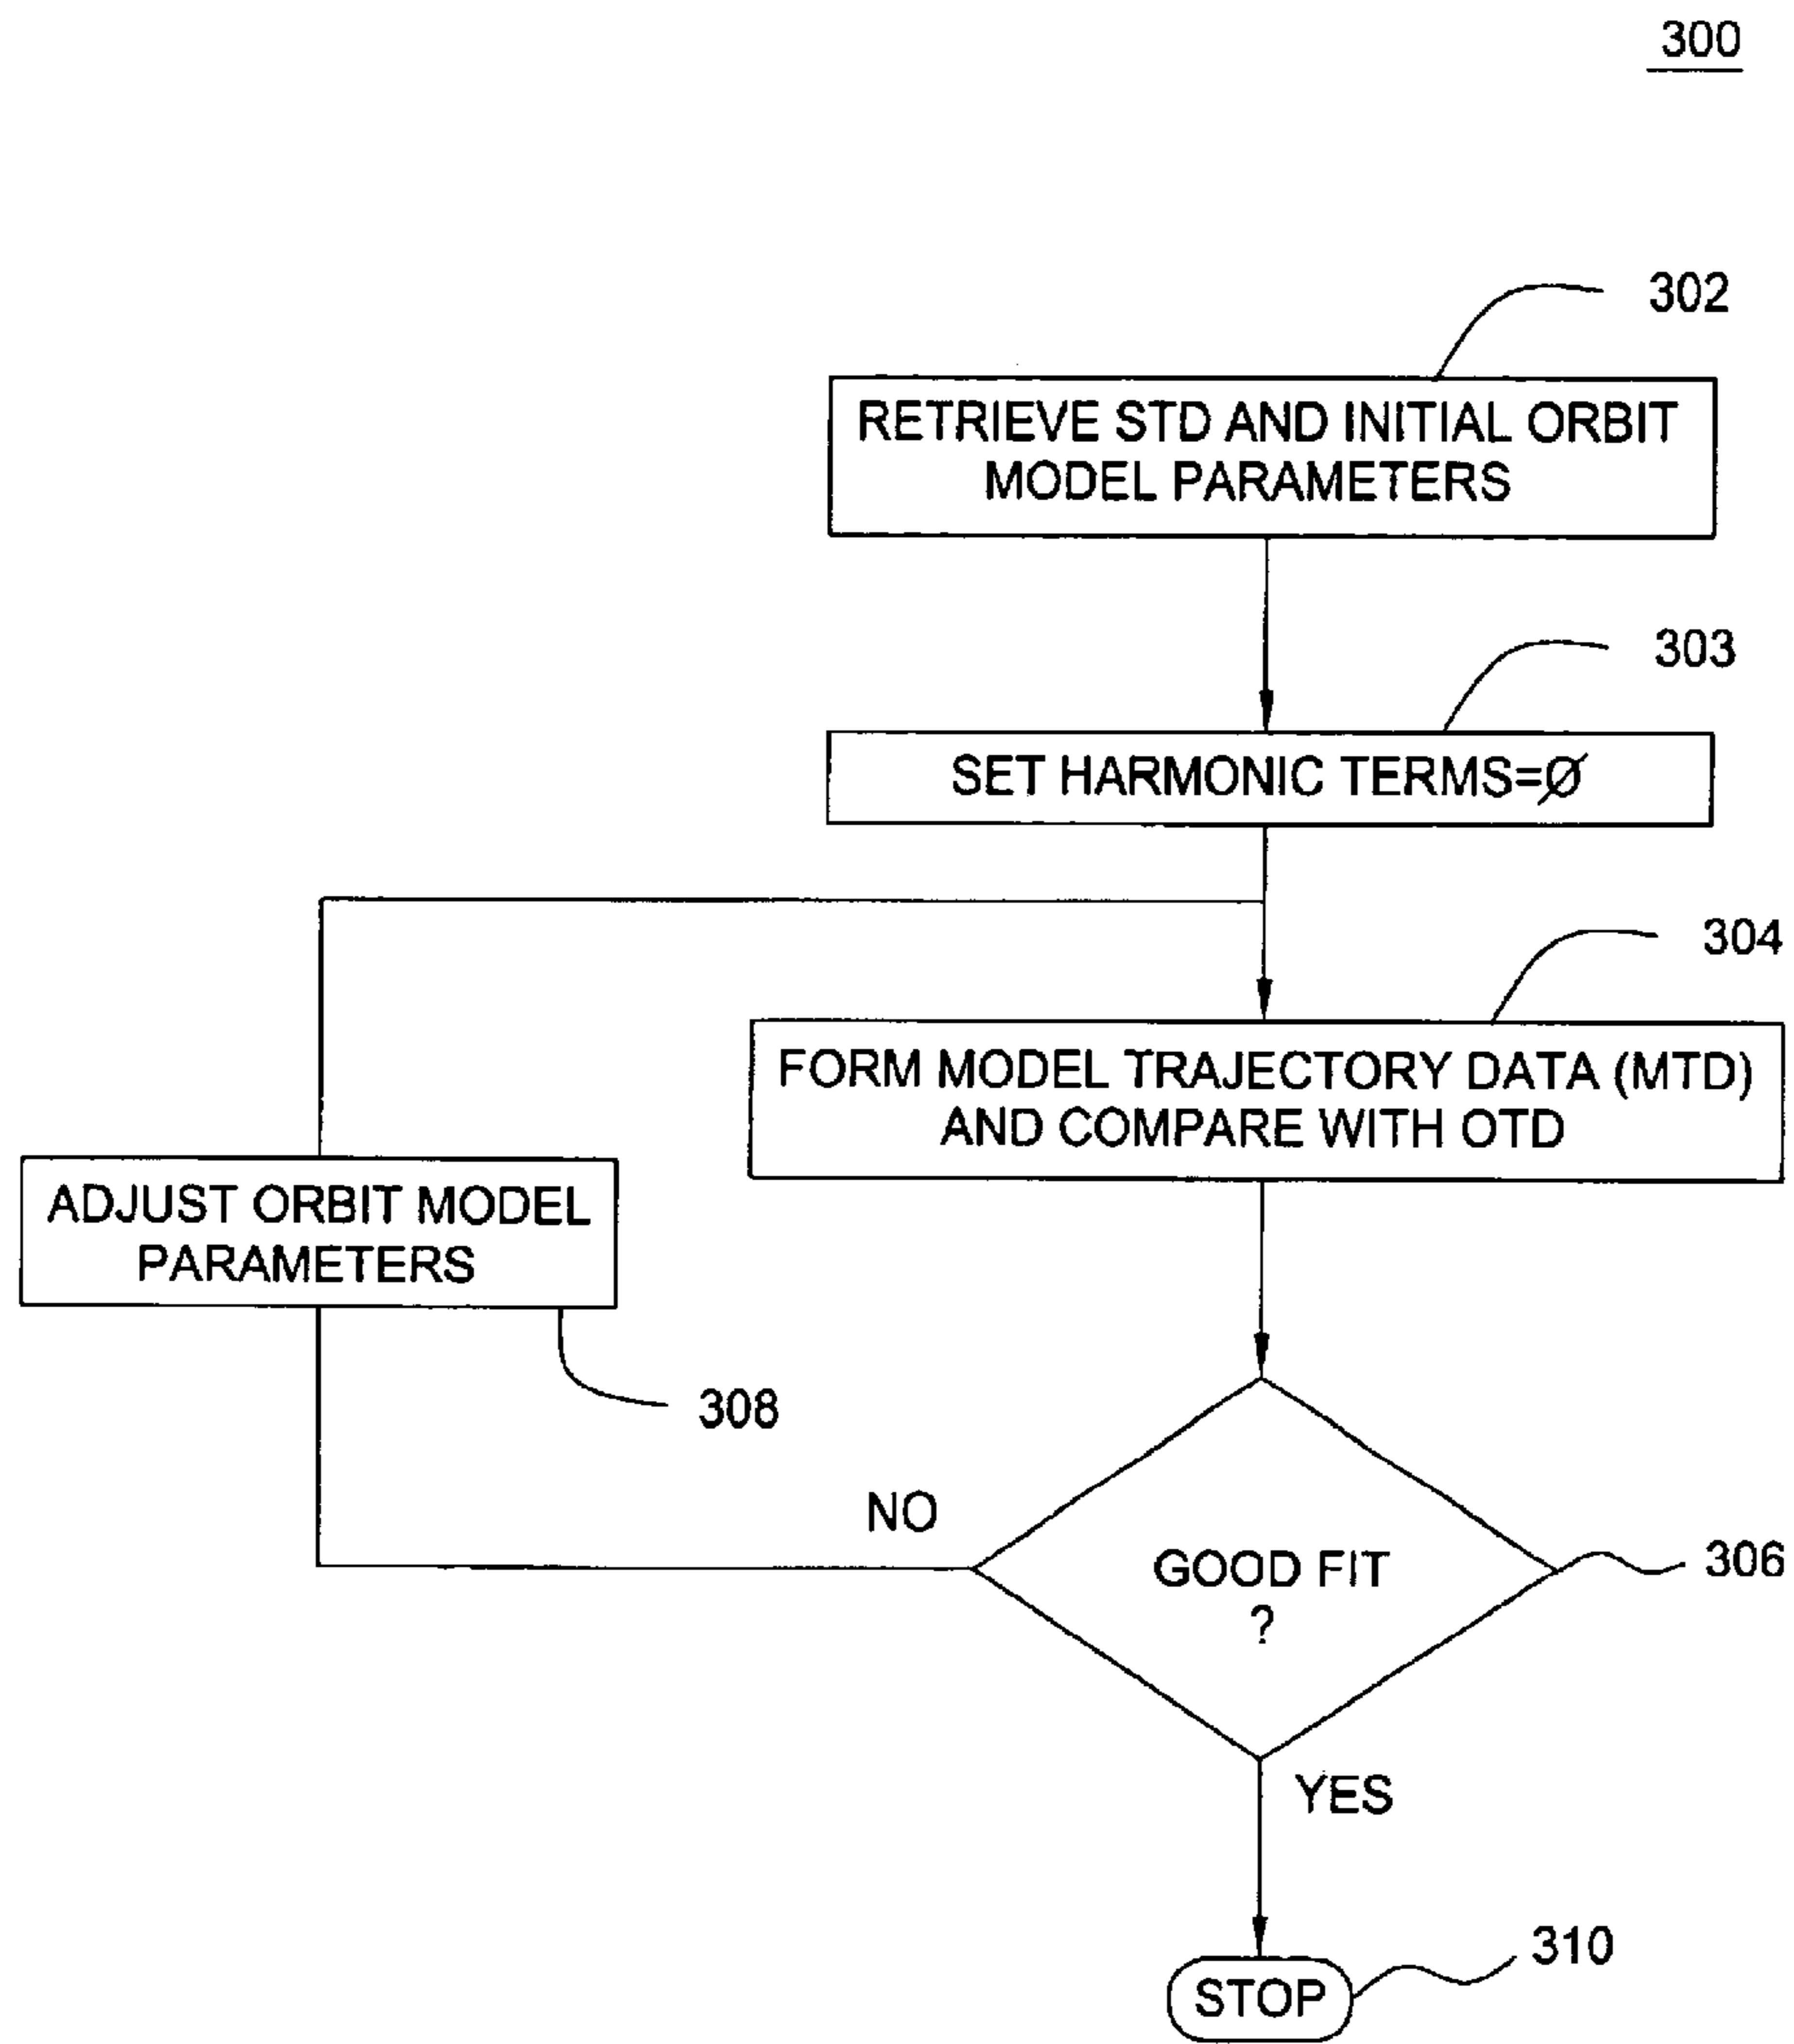 300
302
RETRIEVE STD AND INITIAL ORBIT
MODEL PARAMETERS
303
SET HARMONIC TERMS=Ø
304
FORM MODEL TRAJECTORY DATA (MTD)
AND COMPARE WITH OTD
ADJUST ORBIT MODEL
PARAMETERS
308
NO
GOOD FIT
?
306
YES
310
STOP